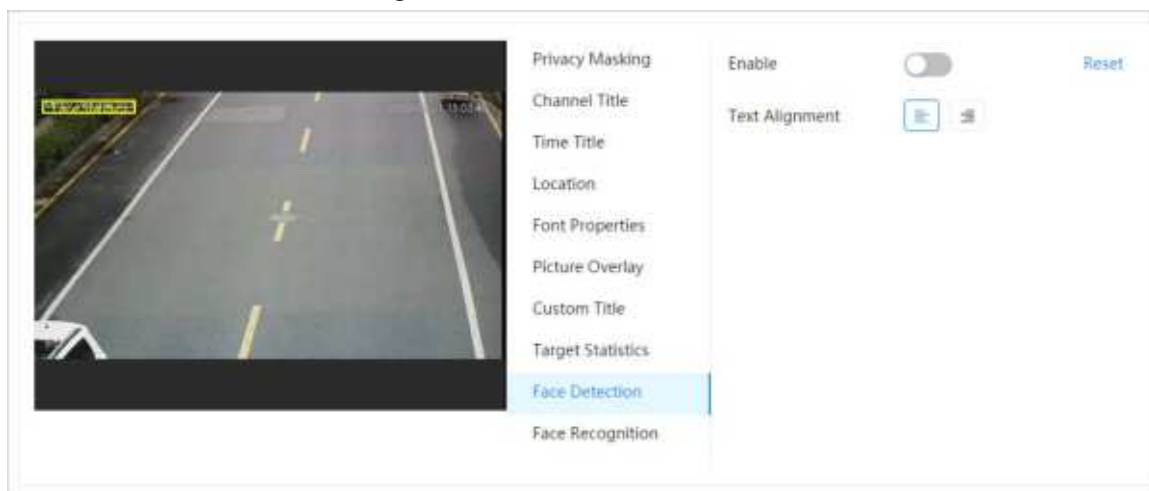 Privacy Masking
Channel Title
Time Title
Location
Font Properties
Picture Overlay
Custom Title
Target Statistics
Face Detection
Face Recognition
Enable
Reset
Text Alignment